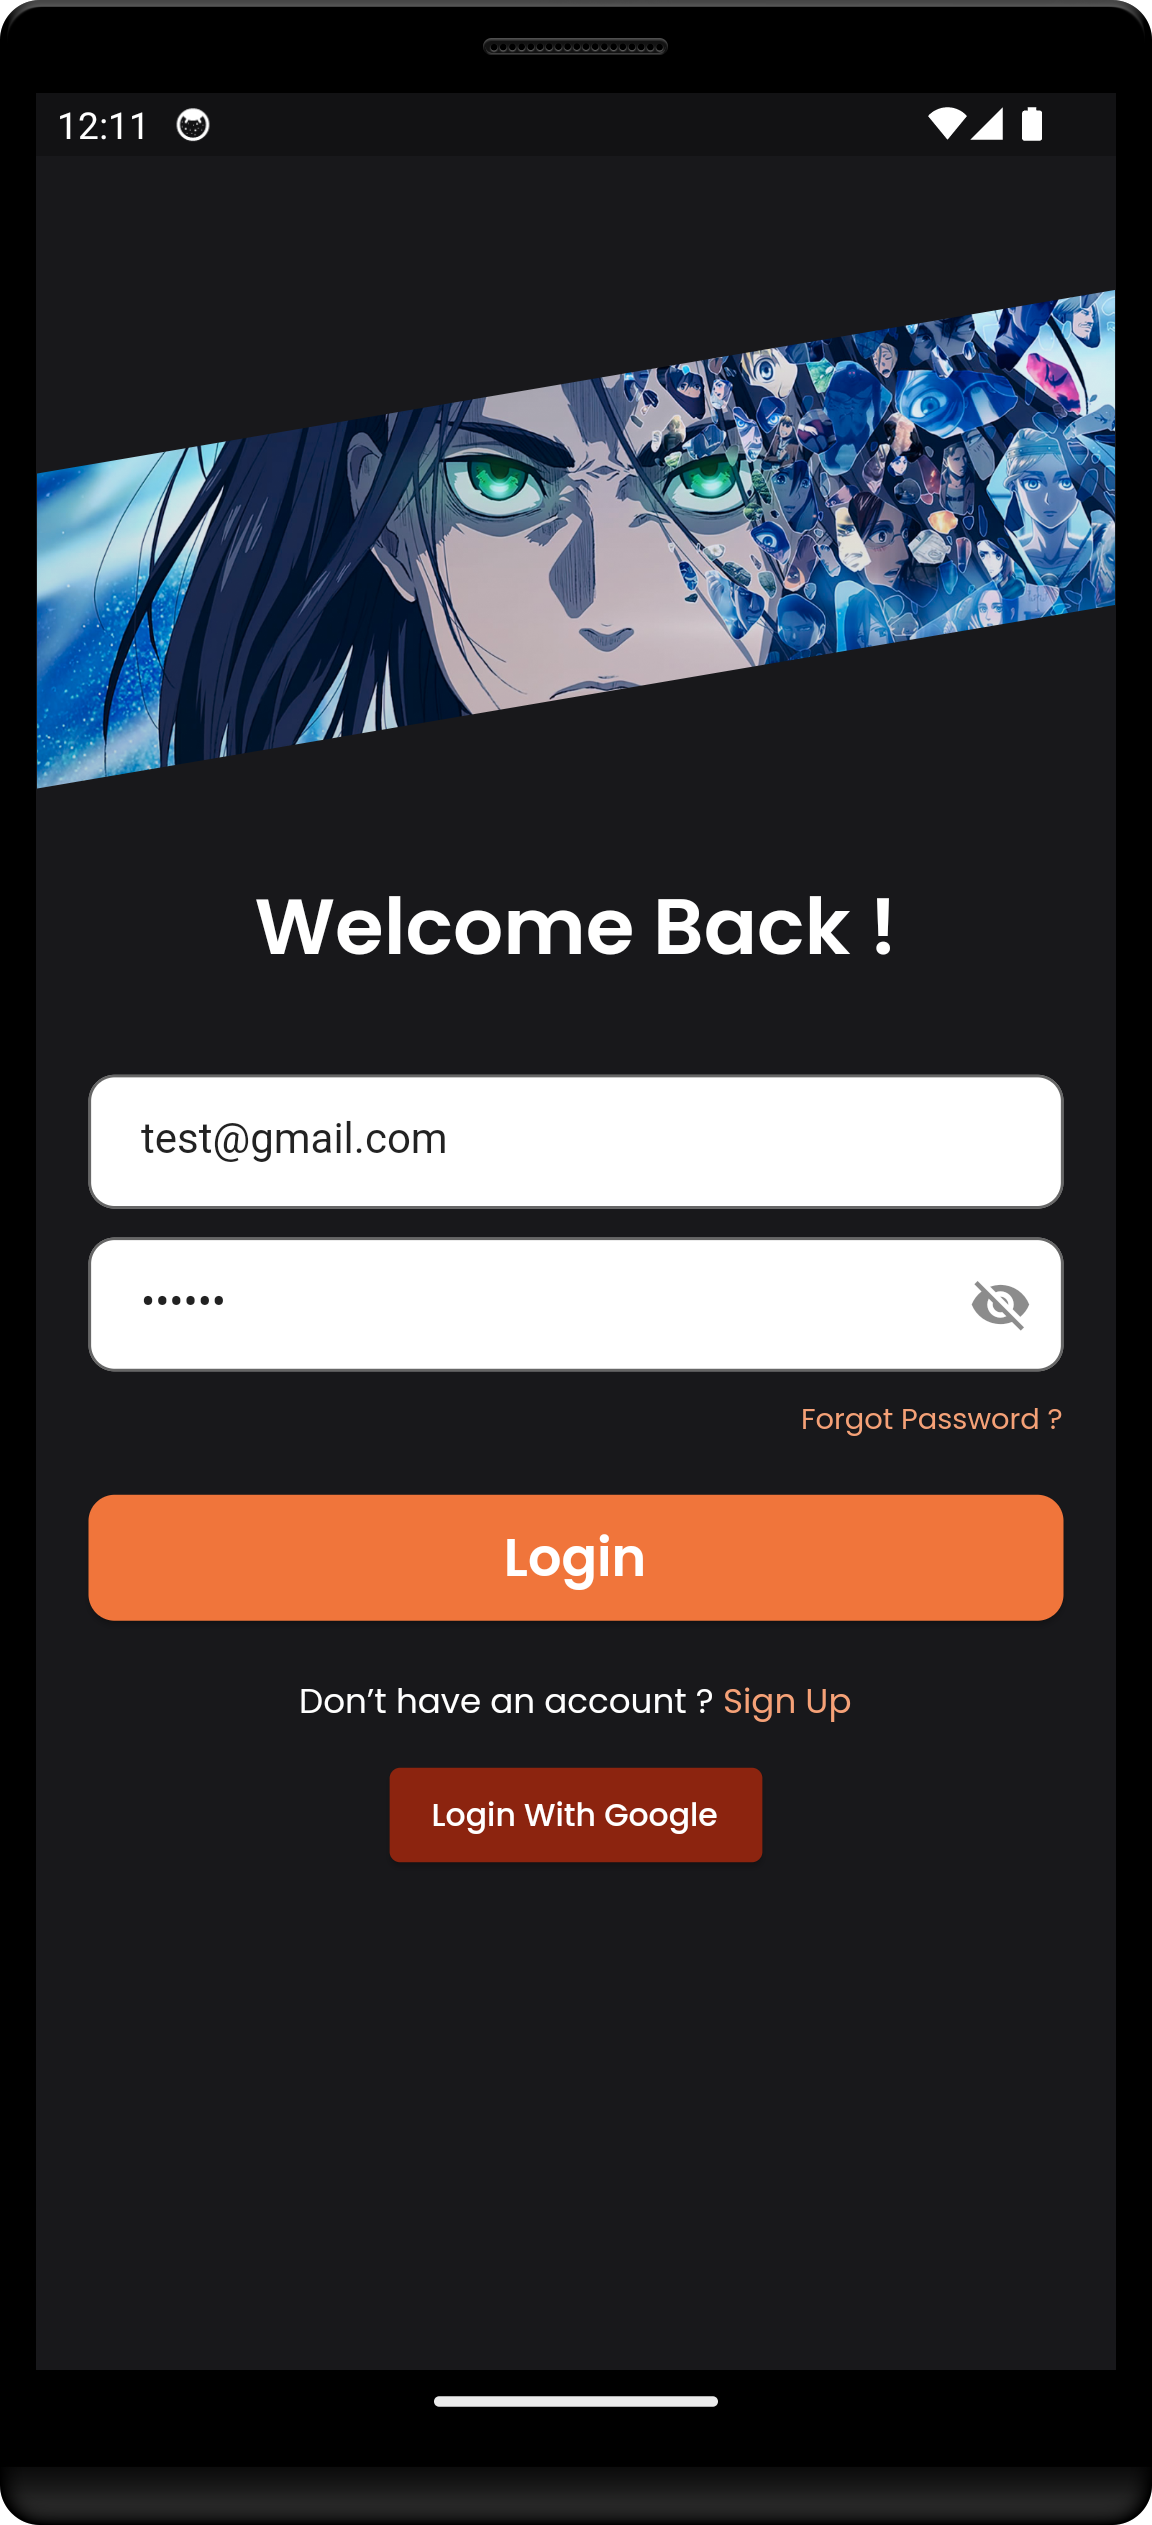 12:11
Welcome Back !
test@gmail.com
••••••
Forgot Password ?
Login
Don’t have an account ? Sign Up
Login With Google